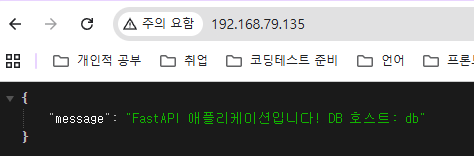 주의 요함 192.168.79.135
개인적 공부 취업 코딩테스트 준비 언어 프론
{
"message": "FastAPI 애플리케이션입니다! DB 호스트: db"
}